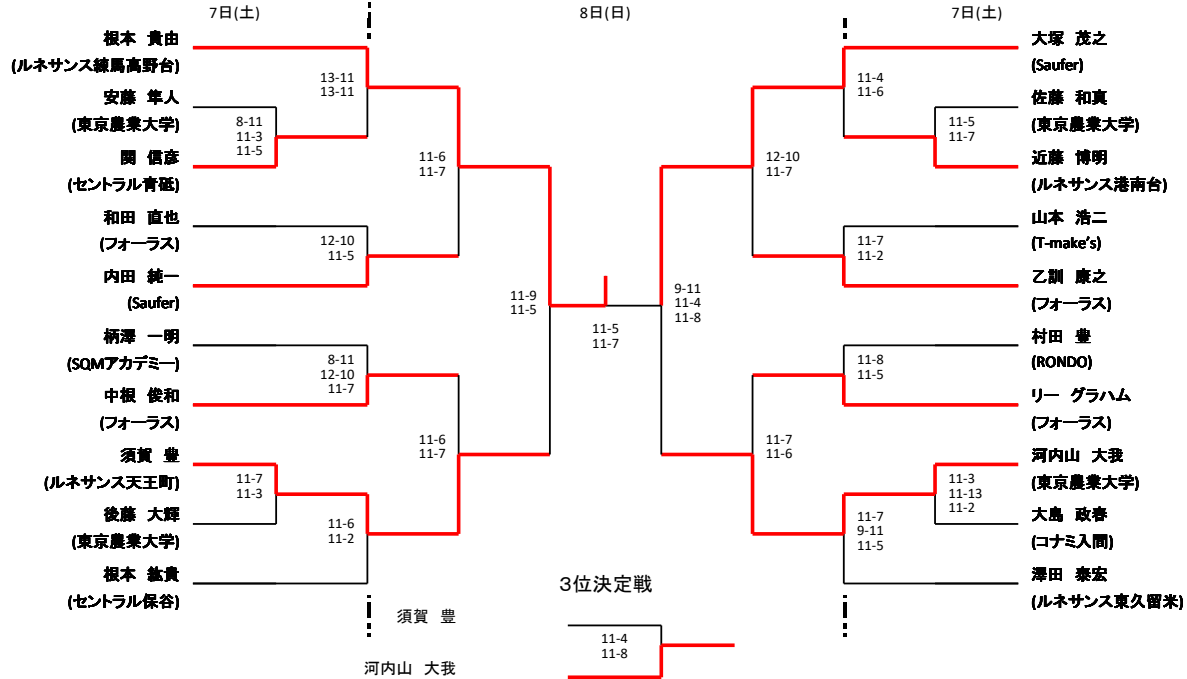 7日(土)
8日(日)
7日(土)
根本 貴由
(ルネサンス練馬高野台)
安藤 隼人
(東京農業大学)
関 信彦
(セントラル青砥)
和田 直也
(フォーラス)
内田 純一
(Saufer)
柄澤 一明
(SQMアカデミー)
中根 俊和
(フォーラス)
須賀 豊
(ルネサンス天王町)
後藤 大輝
(東京農業大学)
根本 紘貴
(セントラル保谷)
13-11
13-11
8-11
11-3
11-5
12-10
11-5
8-11
12-10
11-7
11-7
11-3
11-6
11-2
11-6
11-7
11-6
11-7
11-9
11-5
11-5
11-7
9-11
11-4
11-8
12-10
11-7
11-7
11-6
11-4
11-6
11-5
11-7
11-7
11-2
11-8
11-5
11-3
11-13
11-2
11-7
9-11
11-5
大塚 茂之
(Saufer)
佐藤 和真
(東京農業大学)
近藤 博明
(ルネサンス港南台)
山本 浩二
(T-make's)
乙訓 康之
(フォーラス)
村田 豊
(RONDO)
リー グラハム
(フォーラス)
河内山 大我
(東京農業大学)
大島 政春
(コナミ入間)
澤田 泰宏
(ルネサンス東久留米)
3位決定戦
須賀 豊
11-4
11-8
河内山 大我